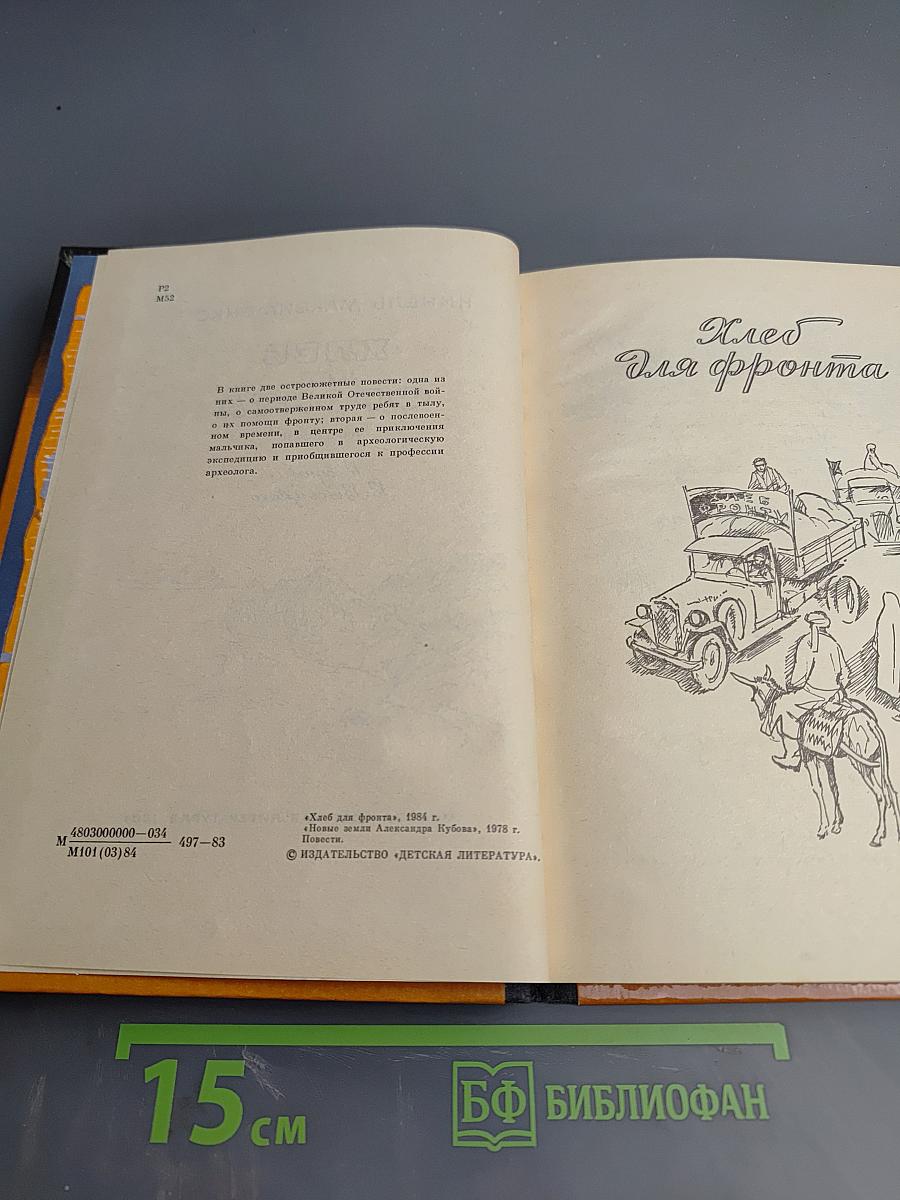 Р2
М52
В книге две остросюжетные повести: одна из
них — о периоде Великой Отечественной вой-
ны, о самоотверженном труде ребят в тылу,
о их помощи фронту; вторая — о послевоен-
ном времени, в центре ее приключения
мальчика, попавшего в археологическую
экспедицию и приобщившегося к профессии
археолога.
М 4803000000—034
М101(03)84
497—83
«Хлеб для фронта», 1984 г.
«Новые земли Александра Кубова», 1978 г.
Повести.
© ИЗДАТЕЛЬСТВО «ДЕТСКАЯ ЛИТЕРАТУРА».
Хлеб
для фронта
ХЛЕБ
ФРОНТУ
15 см
БФ БИБЛИОФАН